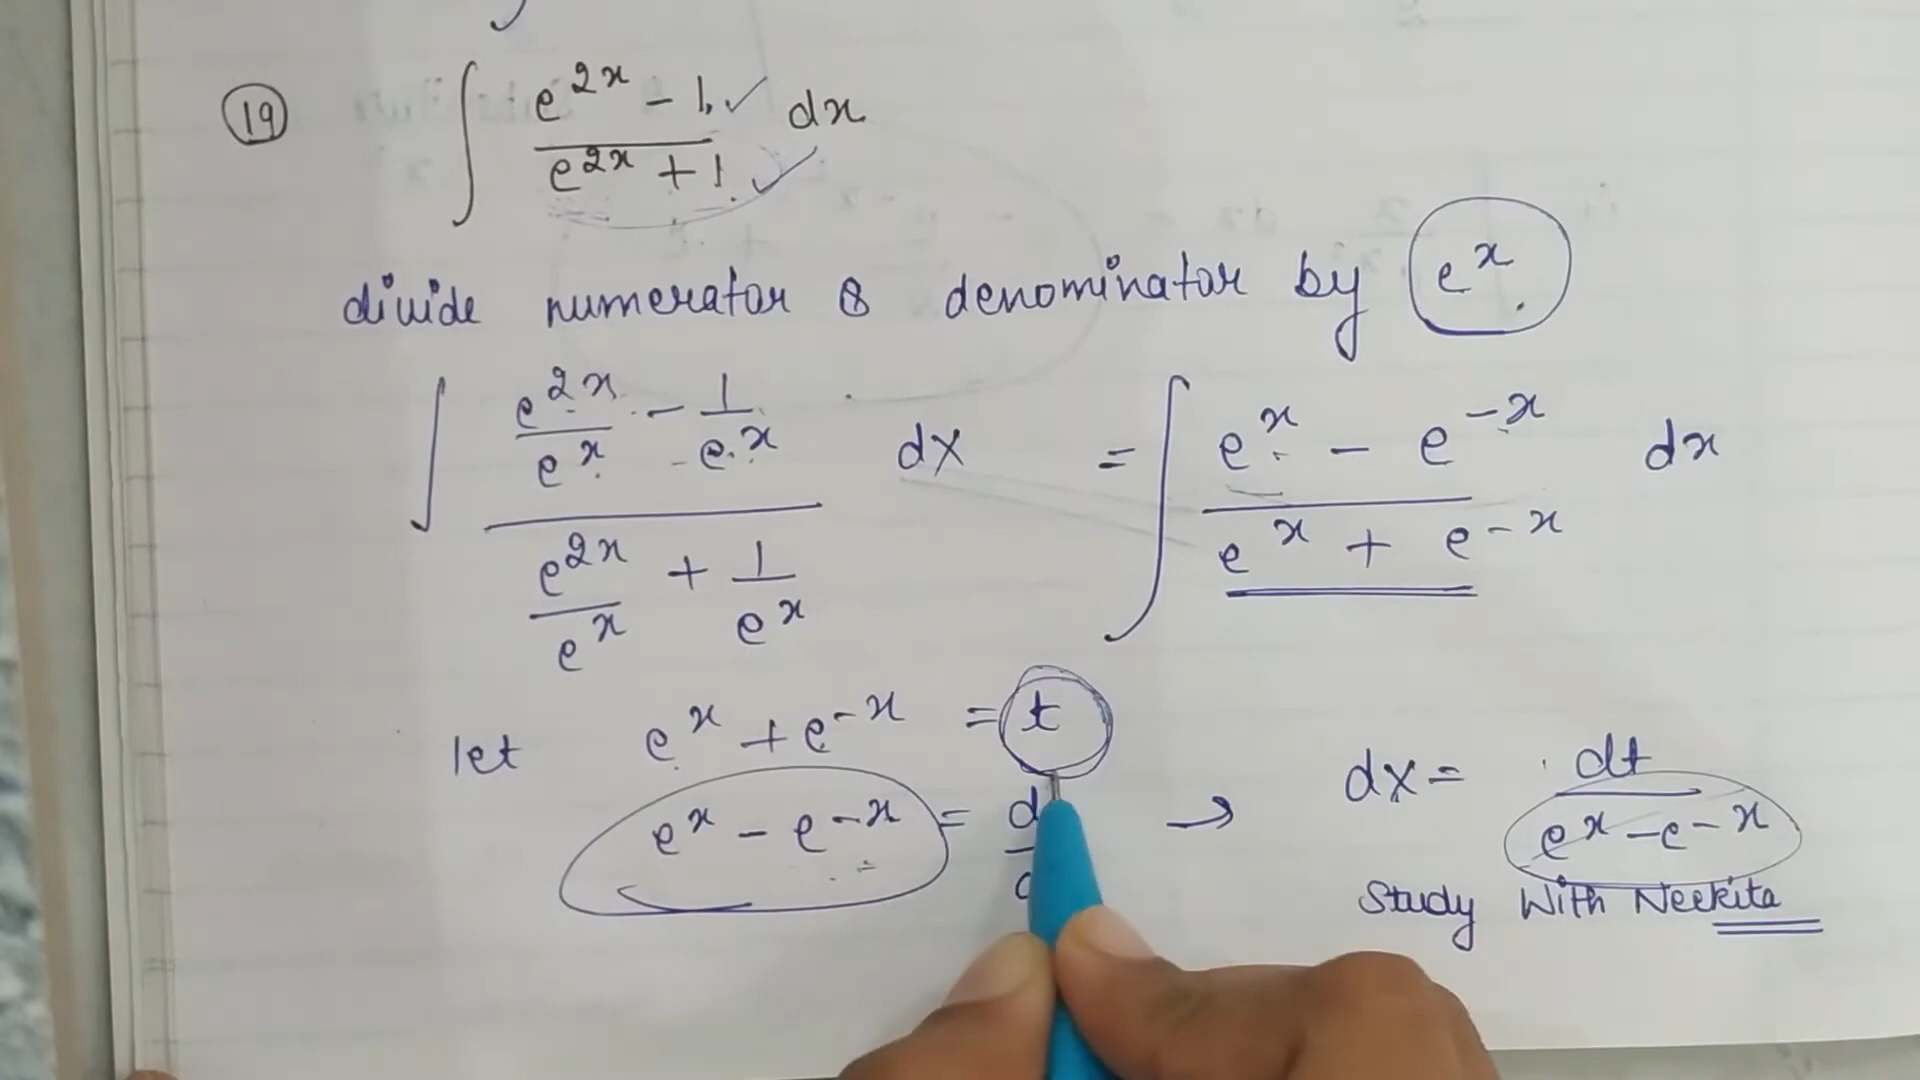 19 ∫ (e^{2x} - 1)/(e^{2x} + 1) dx
divide numerator & denominator by e^x
∫ (e^{2x}/e^x - 1/e^x)/(e^{2x}/e^x + 1/e^x) dx = ∫ (e^x - e^{-x})/(e^x + e^{-x}) dx
let e^x + e^{-x} = t
e^x - e^{-x} = d → dx = dt/(e^x - e^{-x})
Study With Neekita